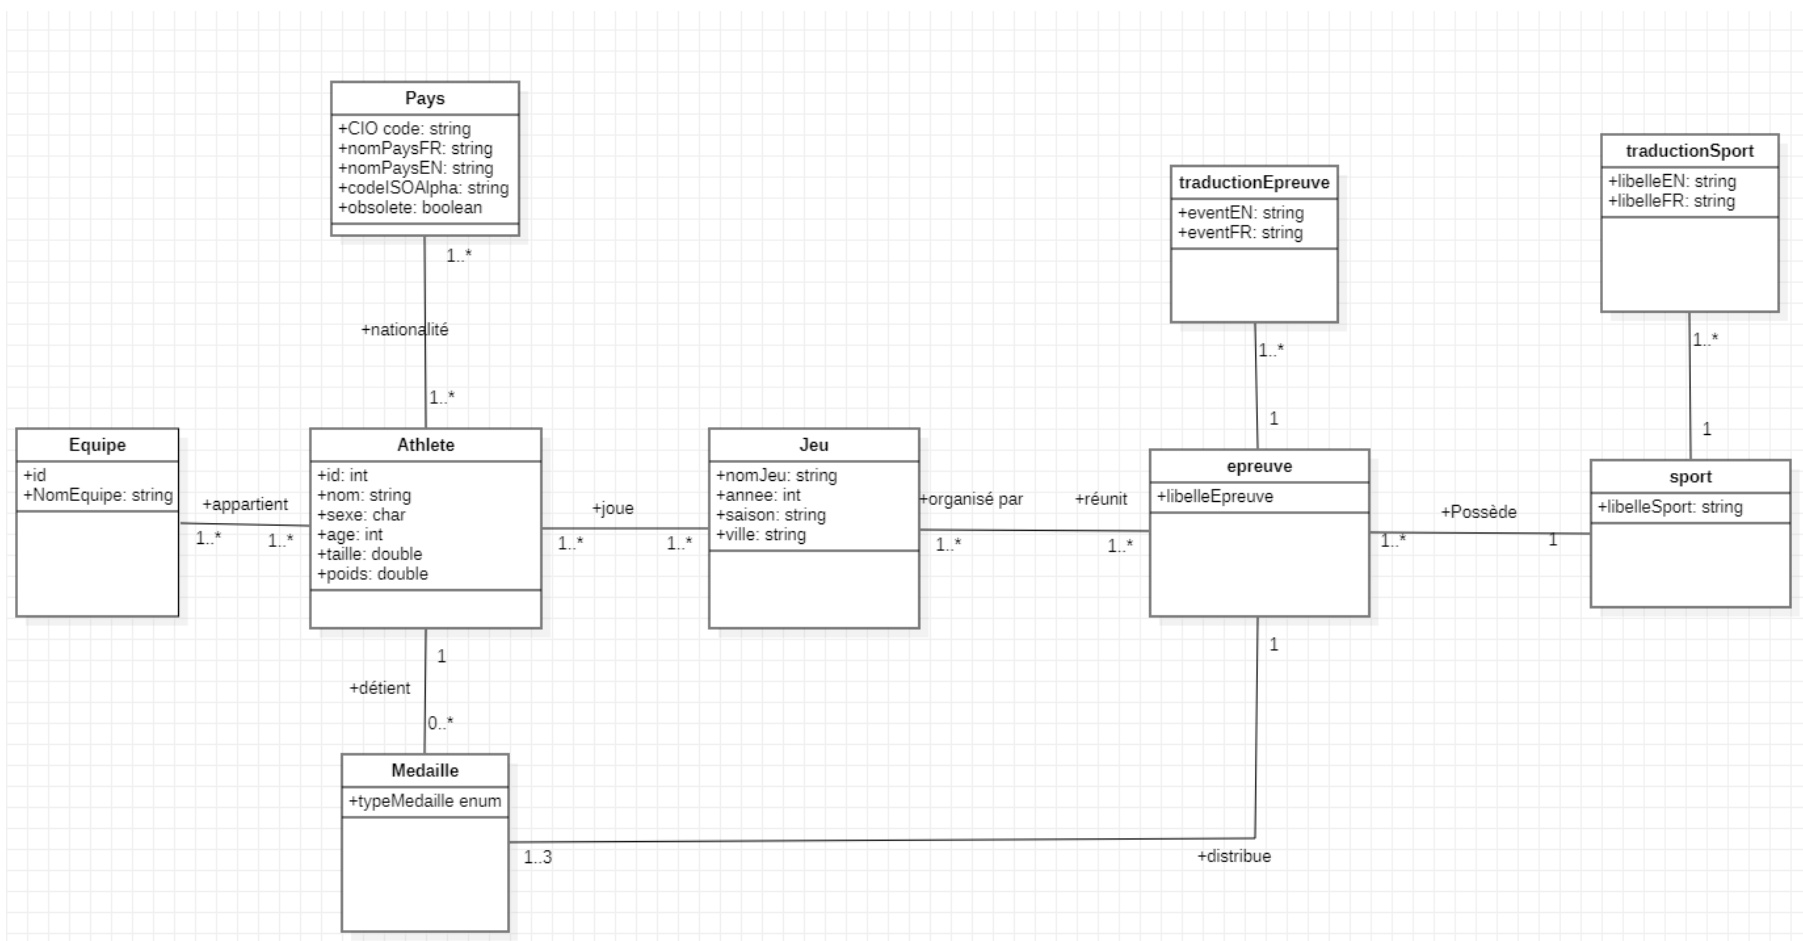 Pays
+CIO code: string
+nomPaysFR: string
+nomPaysEN: string
+codeISOAlpha: string
+obsolete: boolean
1..*
+nationalité
1..*
traductionEpreuve
+eventEN: string
+eventFR: string
1..*
1
traductionSport
+libelleEN: string
+libelleFR: string
1..*
1
Equipe
+id
+NomEquipe: string
+appartient
1..*
1..*
Athlete
+id: int
+nom: string
+sexe: char
+age: int
+taille: double
+poids: double
+joue
1..*
1..*
Jeu
+nomJeu: string
+annee: int
+saison: string
+ville: string
+organisé par
+réunit
1..*
1..*
epreuve
+libelleEpreuve
+Possède
1..*
1
sport
+libelleSport: string
1
+détient
0..*
1
Medaille
+typeMedaille enum
1..3
+distribue